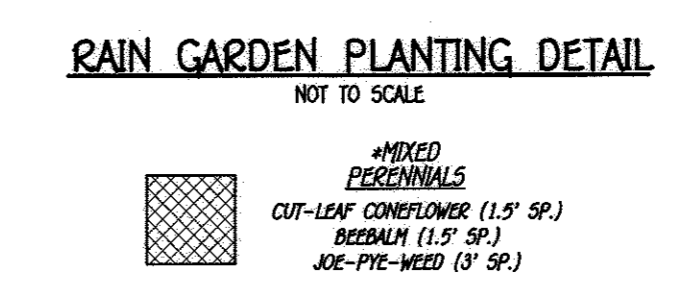 RAIN GARDEN PLANTING DETAIL
NOT TO SCALE
*MIXED
PERENNIALS
CUT-LEAF CONEFLOWER (1.5' SP.)
BEEBALM (1.5' SP.)
JOE-PYE-WEED (3' SP.)